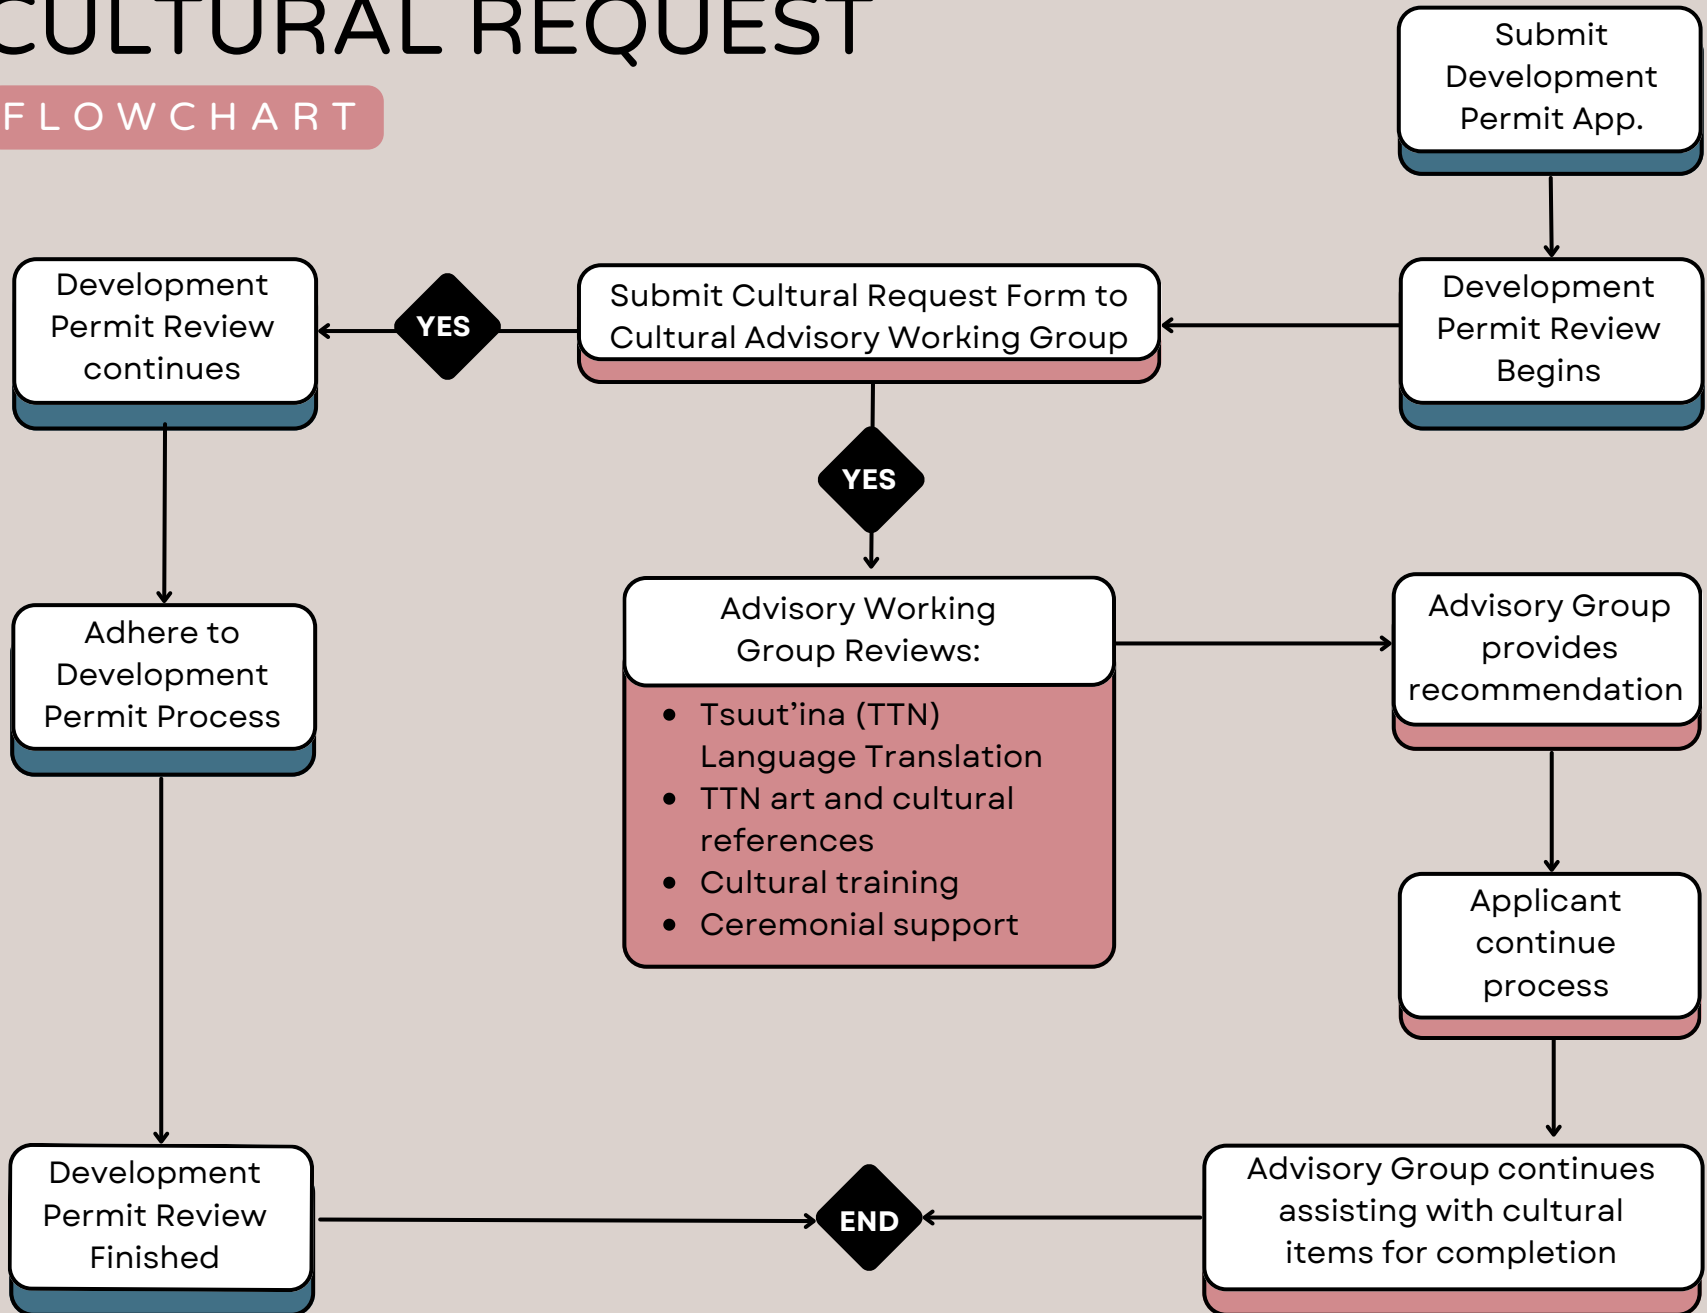 CULTURAL REQUEST
FLOWCHART
Submit
Development
Permit App.
Development
Permit Review
Begins
Submit Cultural Request Form to
Cultural Advisory Working Group
YES
Development
Permit Review
continues
YES
Adhere to
Development
Permit Process
Advisory Working
Group Reviews:
• Tsuut’ina (TTN)
Language Translation
• TTN art and cultural
references
• Cultural training
• Ceremonial support
Advisory Group
provides
recommendation
Applicant
continue
process
Development
Permit Review
Finished
END
Advisory Group continues
assisting with cultural
items for completion